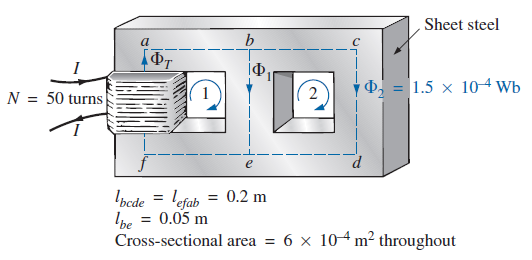 Sheet steel
a
b
c
I
Φ_T
Φ_1
Φ_2 = 1.5 × 10⁻⁴ Wb
N = 50 turns
1
2
I
f
e
d
l_bcde = l_efab = 0.2 m
l_be = 0.05 m
Cross-sectional area = 6 × 10⁻⁴ m² throughout